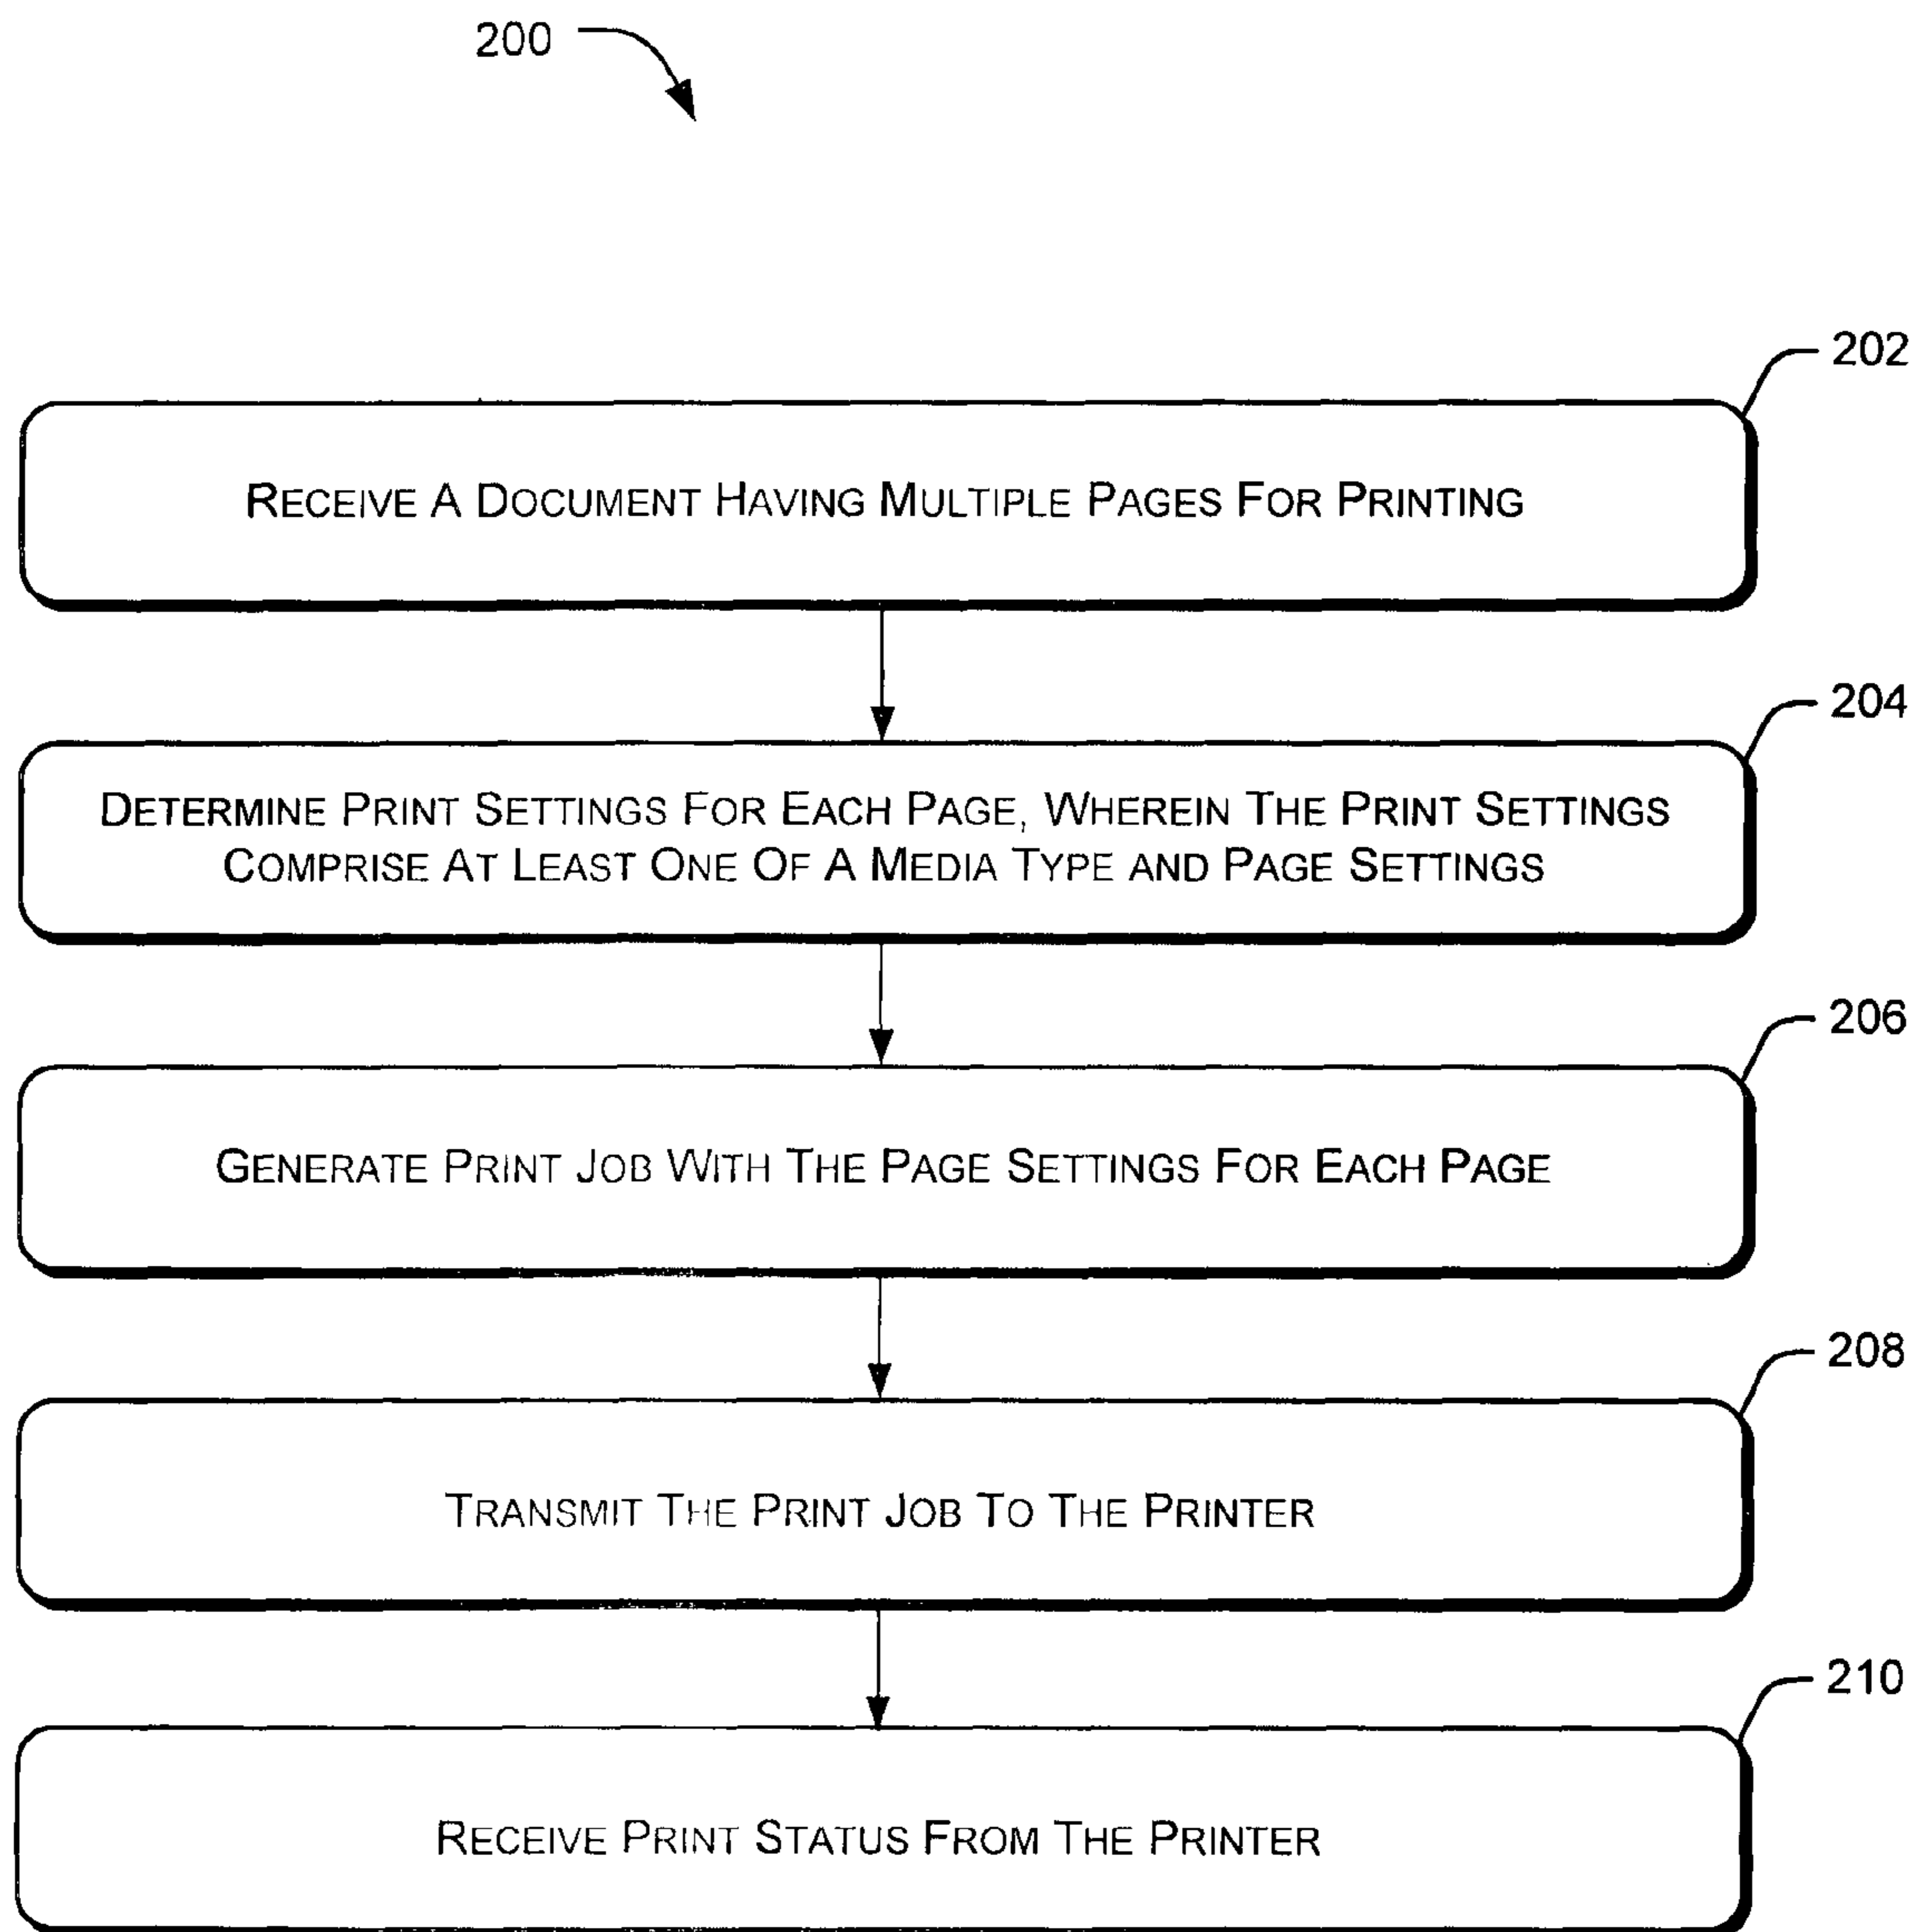 200
202
RECEIVE A DOCUMENT HAVING MULTIPLE PAGES FOR PRINTING
204
DETERMINE PRINT SETTINGS FOR EACH PAGE, WHEREIN THE PRINT SETTINGS
COMPRISE AT LEAST ONE OF A MEDIA TYPE AND PAGE SETTINGS
206
GENERATE PRINT JOB WITH THE PAGE SETTINGS FOR EACH PAGE
208
TRANSMIT THE PRINT JOB TO THE PRINTER
210
RECEIVE PRINT STATUS FROM THE PRINTER